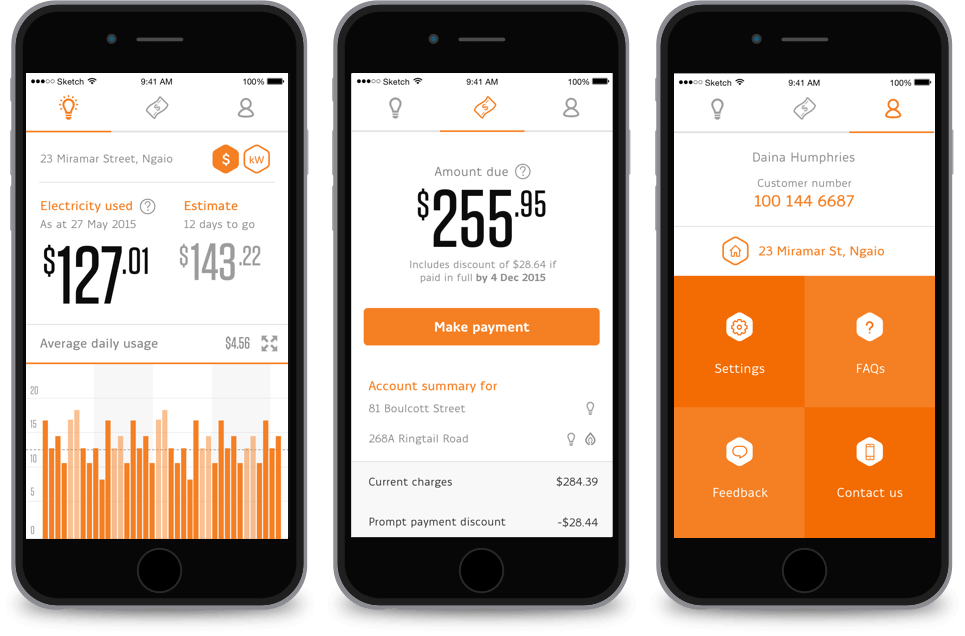 Sketch 9:41 AM 100%
23 Miramar Street, Ngaio $ kW
Electricity used ? Estimate
As at 27 May 2015 12 days to go
$127.01 $143.22
Average daily usage $4.56
20
15
10
5
0
Sketch 9:41 AM 100%
$
Amount due ?
$255.95
Includes discount of $28.64 if
paid in full by 4 Dec 2015
Make payment
Account summary for
81 Boulcott Street
268A Ringtail Road
Current charges $284.39
Prompt payment discount -$28.44
Sketch 9:41 AM 100%
Daina Humphries
Customer number
100 144 6687
23 Miramar St, Ngaio
Settings ? FAQs
Feedback Contact us